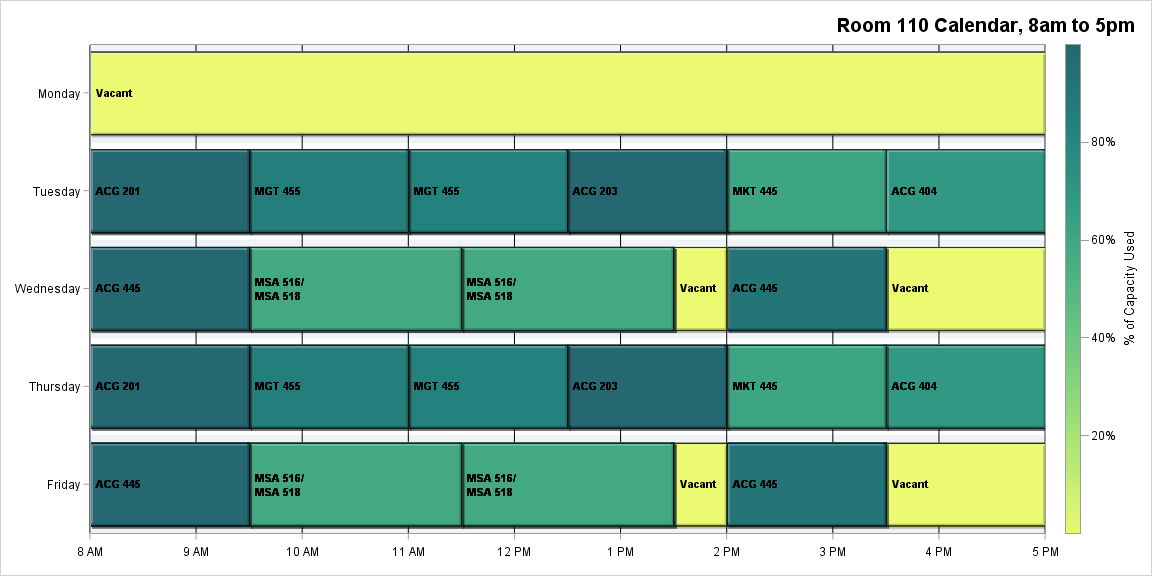 Room 110 Calendar, 8am to 5pm
Monday
Vacant
Tuesday
ACG 201
MGT 455
MGT 455
ACG 203
MKT 445
ACG 404
Wednesday
ACG 445
MSA 516/
MSA 518
MSA 516/
MSA 518
Vacant
ACG 445
Vacant
Thursday
ACG 201
MGT 455
MGT 455
ACG 203
MKT 445
ACG 404
Friday
ACG 445
MSA 516/
MSA 518
MSA 516/
MSA 518
Vacant
ACG 445
Vacant
8 AM
9 AM
10 AM
11 AM
12 PM
1 PM
2 PM
3 PM
4 PM
5 PM
80%
60%
40%
20%
% of Capacity Used